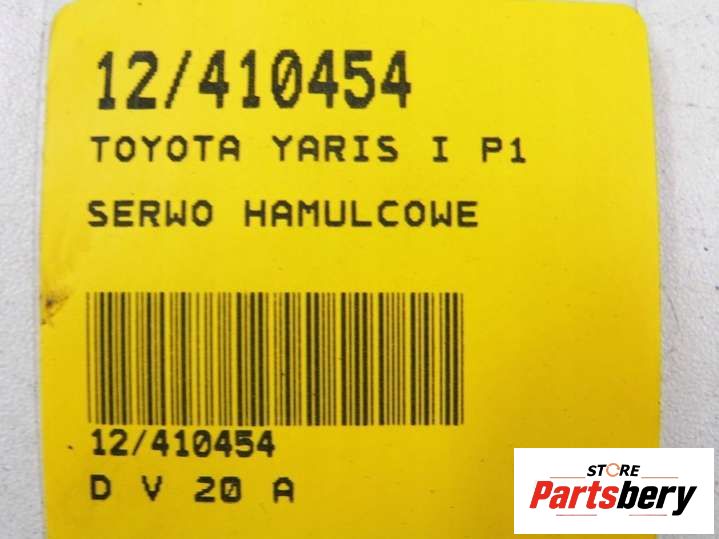 12/410454
TOYOTA YARIS I P1
SERWO HAMULCOWE
12/410454
D V 20 A
STORE
Partsbery